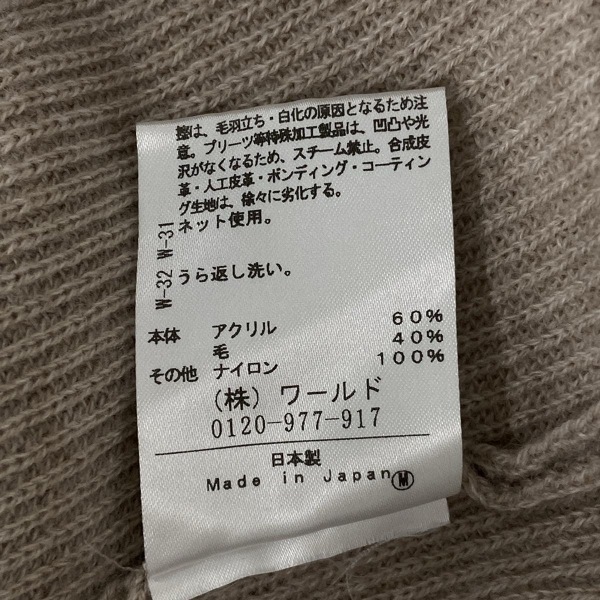 擦は、毛羽立ち・白化の原因となるため注
意。プリーツ等特殊加工製品は、凹凸や光
沢がなくなるため、スチーム禁止。合成皮
革・人工皮革・ボンディング・コーティン
グ生地は、徐々に劣化する。
W-31 ネット使用。
W-32 うら返し洗い。
本体 アクリル 60%
毛 40%
その他 ナイロン 100%
(株) ワールド
0120-977-917
日本製
Made in Japan Ⓜ